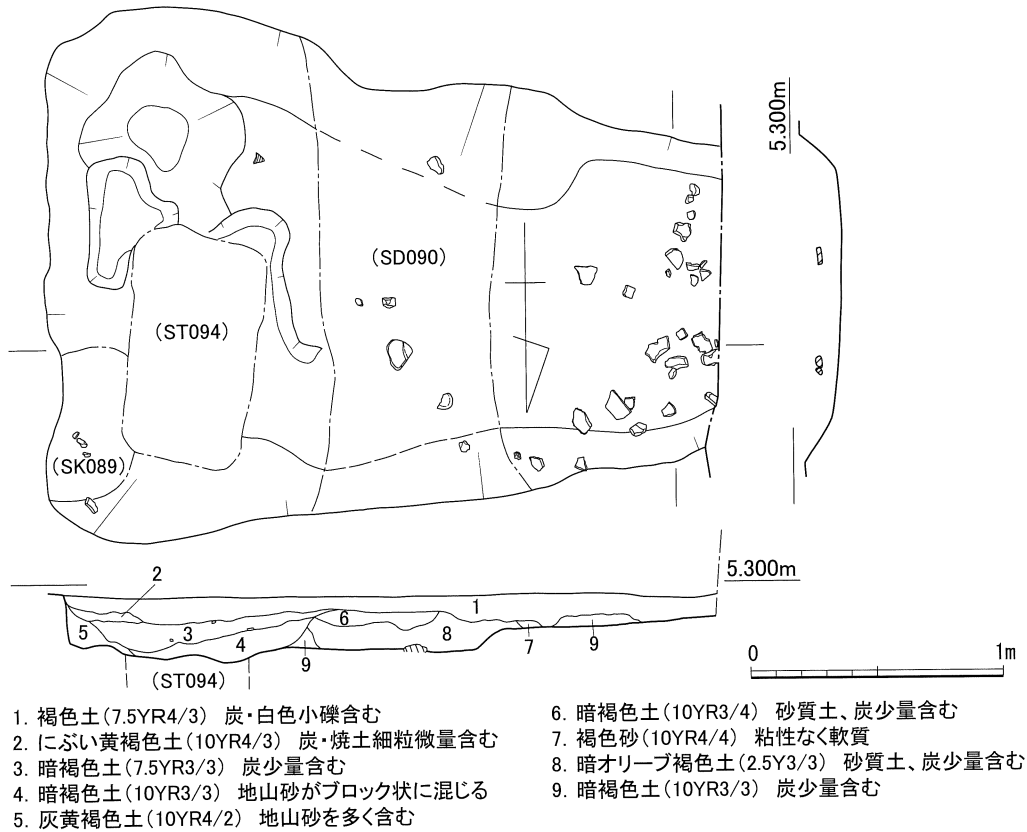 5.300m
(SD090)
(ST094)
(SK089)
5.300m
2
1
6
5
3
8
4
7
9
9
(ST094)
0
1m
1. 褐色土(7.5YR4/3) 炭・白色小礫含む
2. にぶい黄褐色土(10YR4/3) 炭・焼土細粒微量含む
3. 暗褐色土(7.5YR3/3) 炭少量含む
4. 暗褐色土(10YR3/3) 地山砂がブロック状に混じる
5. 灰黄褐色土(10YR4/2) 地山砂を多く含む
6. 暗褐色土(10YR3/4) 砂質土、炭少量含む
7. 褐色砂(10YR4/4) 粘性なく軟質
8. 暗オリーブ褐色土(2.5Y3/3) 砂質土、炭少量含む
9. 暗褐色土(10YR3/3) 炭少量含む